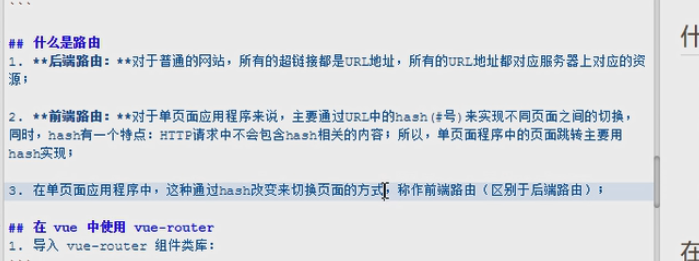 ```
## 什么是路由
1. **后端路由：**对于普通的网站，所有的超链接都是URL地址，所有的URL地址都对应服务器上对应的资
源；
2. **前端路由：**对于单页面应用程序来说，主要通过URL中的hash(#号)来实现不同页面之间的切换，
同时，hash有一个特点：HTTP请求中不会包含hash相关的内容；所以，单页面程序中的页面跳转主要用
hash实现；
3. 在单页面应用程序中，这种通过hash改变来切换页面的方式，称作前端路由（区别于后端路由）；
## 在 vue 中使用 vue-router
1. 导入 vue-router 组件类库：
什
在